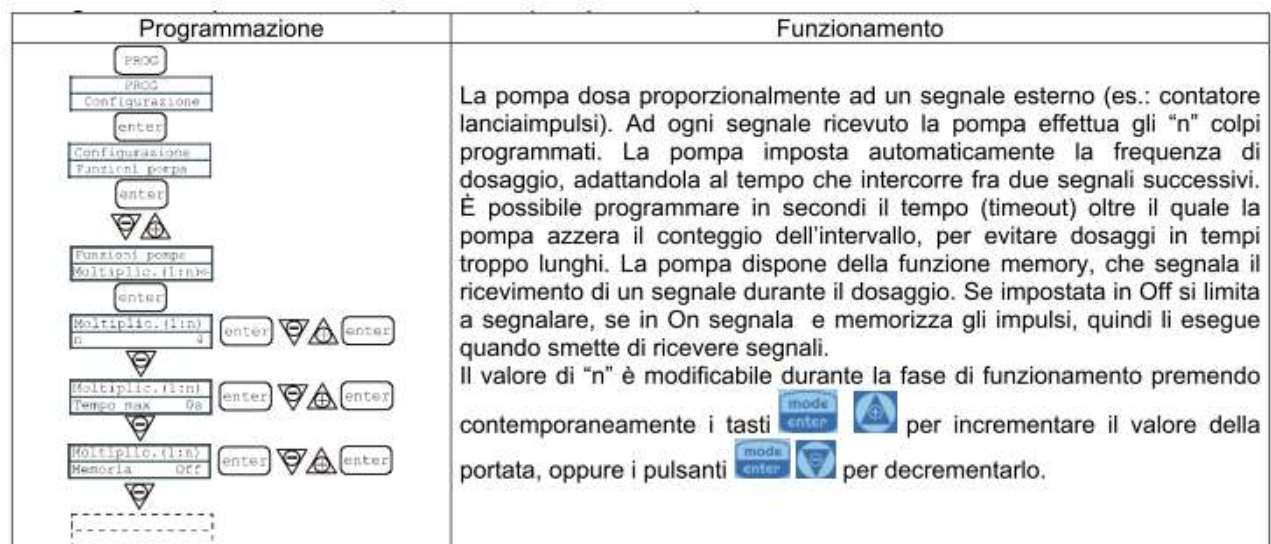 Programmazione
Funzionamento
PROG
PROG
Configurazione
enter
Configurazione
Funzioni pompa
enter
Funzioni pompa
Moltiplic.(1:n)
enter
Moltiplic.(1:n)
n 4
enter enter
Moltiplic.(1:n)
Tempo max 0s
enter enter
Moltiplic.(1:n)
Memoria Off
enter enter
La pompa dosa proporzionalmente ad un segnale esterno (es.: contatore
lanciaimpulsi). Ad ogni segnale ricevuto la pompa effettua gli “n” colpi
programmati. La pompa imposta automaticamente la frequenza di
dosaggio, adattandola al tempo che intercorre fra due segnali successivi.
È possibile programmare in secondi il tempo (timeout) oltre il quale la
pompa azzera il conteggio dell’intervallo, per evitare dosaggi in tempi
troppo lunghi. La pompa dispone della funzione memory, che segnala il
ricevimento di un segnale durante il dosaggio. Se impostata in Off si limita
a segnalare, se in On segnala e memorizza gli impulsi, quindi li esegue
quando smette di ricevere segnali.
Il valore di “n” è modificabile durante la fase di funzionamento premendo
contemporaneamente i tasti mode enter per incrementare il valore della
portata, oppure i pulsanti mode enter per decrementarlo.